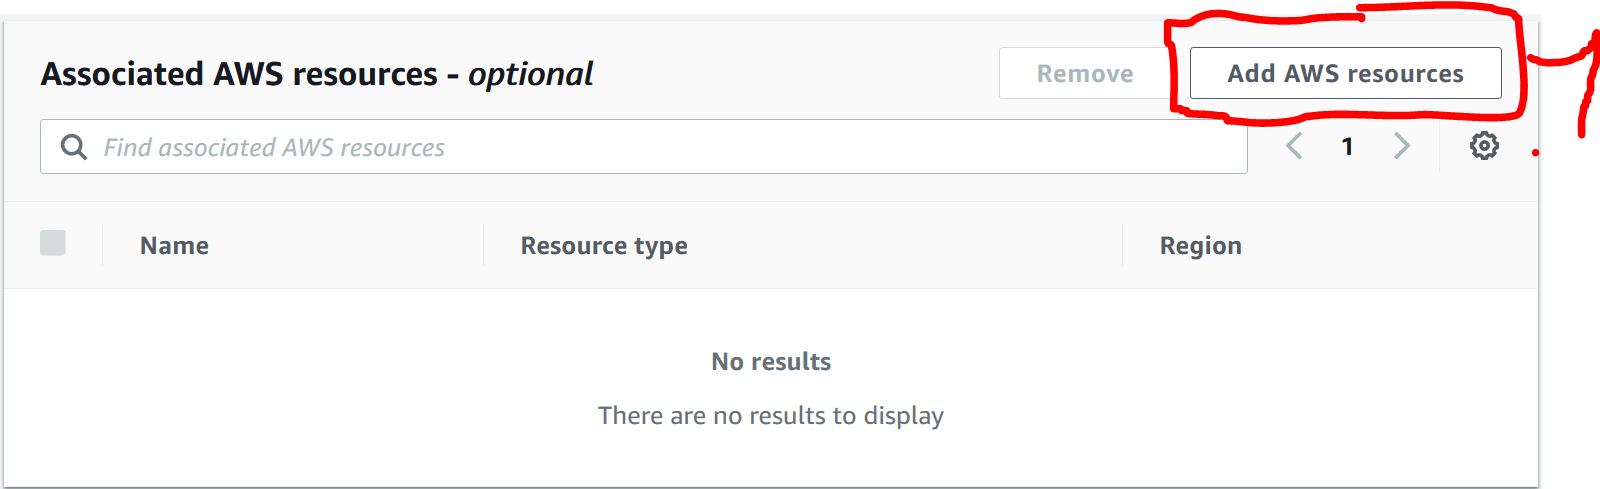 Associated AWS resources - optional
Remove
Add AWS resources
1
Find associated AWS resources
1
Name
Resource type
Region
No results
There are no results to display